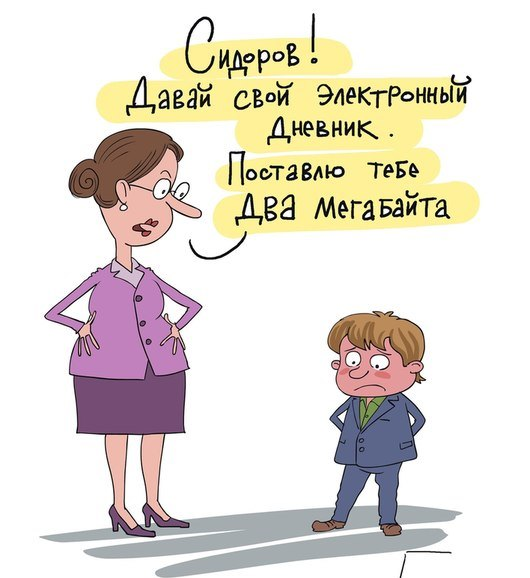 Сидоров!
Давай свой электронный
дневник.
Поставлю тебе
два мегабайта